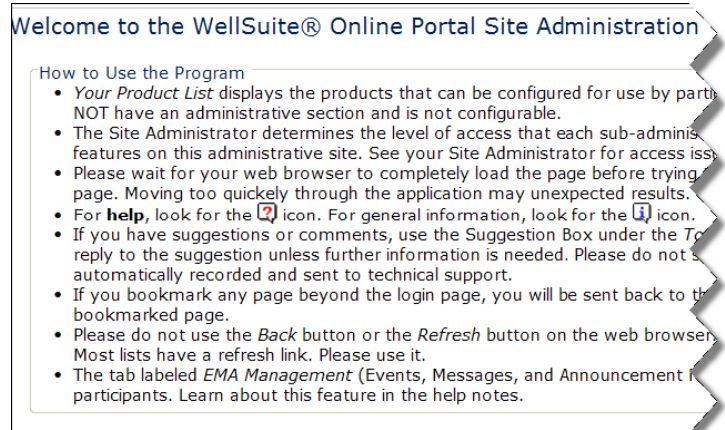 Welcome to the WellSuite® Online Portal Site Administration
How to Use the Program
• Your Product List displays the products that can be configured for use by
NOT have an administrative section and is not configurable.
• The Site Administrator determines the level of access that each
features on this administrative site. See your Site Administrator for access
• Please wait for your web browser to completely load the page before trying
page. Moving too quickely through the application may unexpected results.
• For help, look for the ? icon. For general information, look for the i icon.
• If you have suggestions or comments, use the Suggestion Box under the
reply to the suggestion unless further information is needed. Please do not
automatically recorded and sent to technical support.
• If you bookmark any page beyond the login page, you will be sent back to
bookmarked page.
• Please do not use the Back button or the Refresh button on the web browser
Most lists have a refresh link. Please use it.
• The tab labeled EMA Management (Events, Messages, and Announcement
participants. Learn about this feature in the help notes.